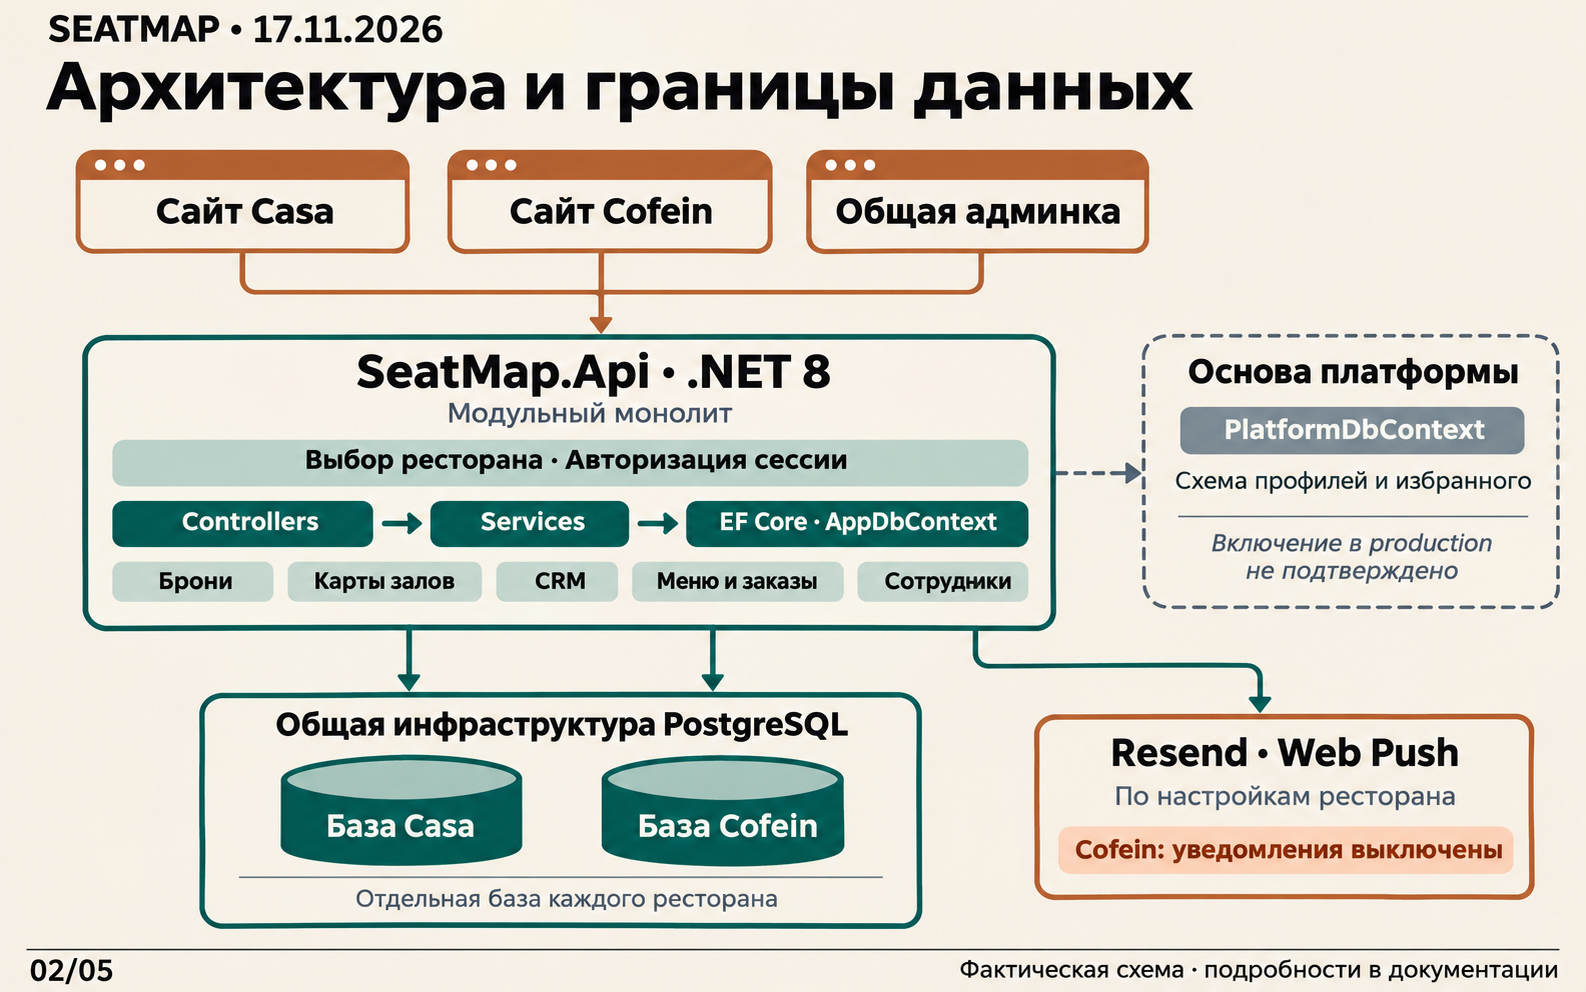 SEATMAP • 17.11.2026
Архитектура и границы данных
Сайт Casa
Сайт Cofein
Общая админка
SeatMap.Api • .NET 8
Модульный монолит
Выбор ресторана · Авторизация сессии
Controllers
Services
EF Core · AppDbContext
Брони
Карты залов
CRM
Меню и заказы
Сотрудники
Основа платформы
PlatformDbContext
Схема профилей и избранного
Включение в production
не подтверждено
Общая инфраструктура PostgreSQL
База Casa
База Cofein
Отдельная база каждого ресторана
Resend • Web Push
По настройкам ресторана
Cofein: уведомления выключены
02/05
Фактическая схема · подробности в документации